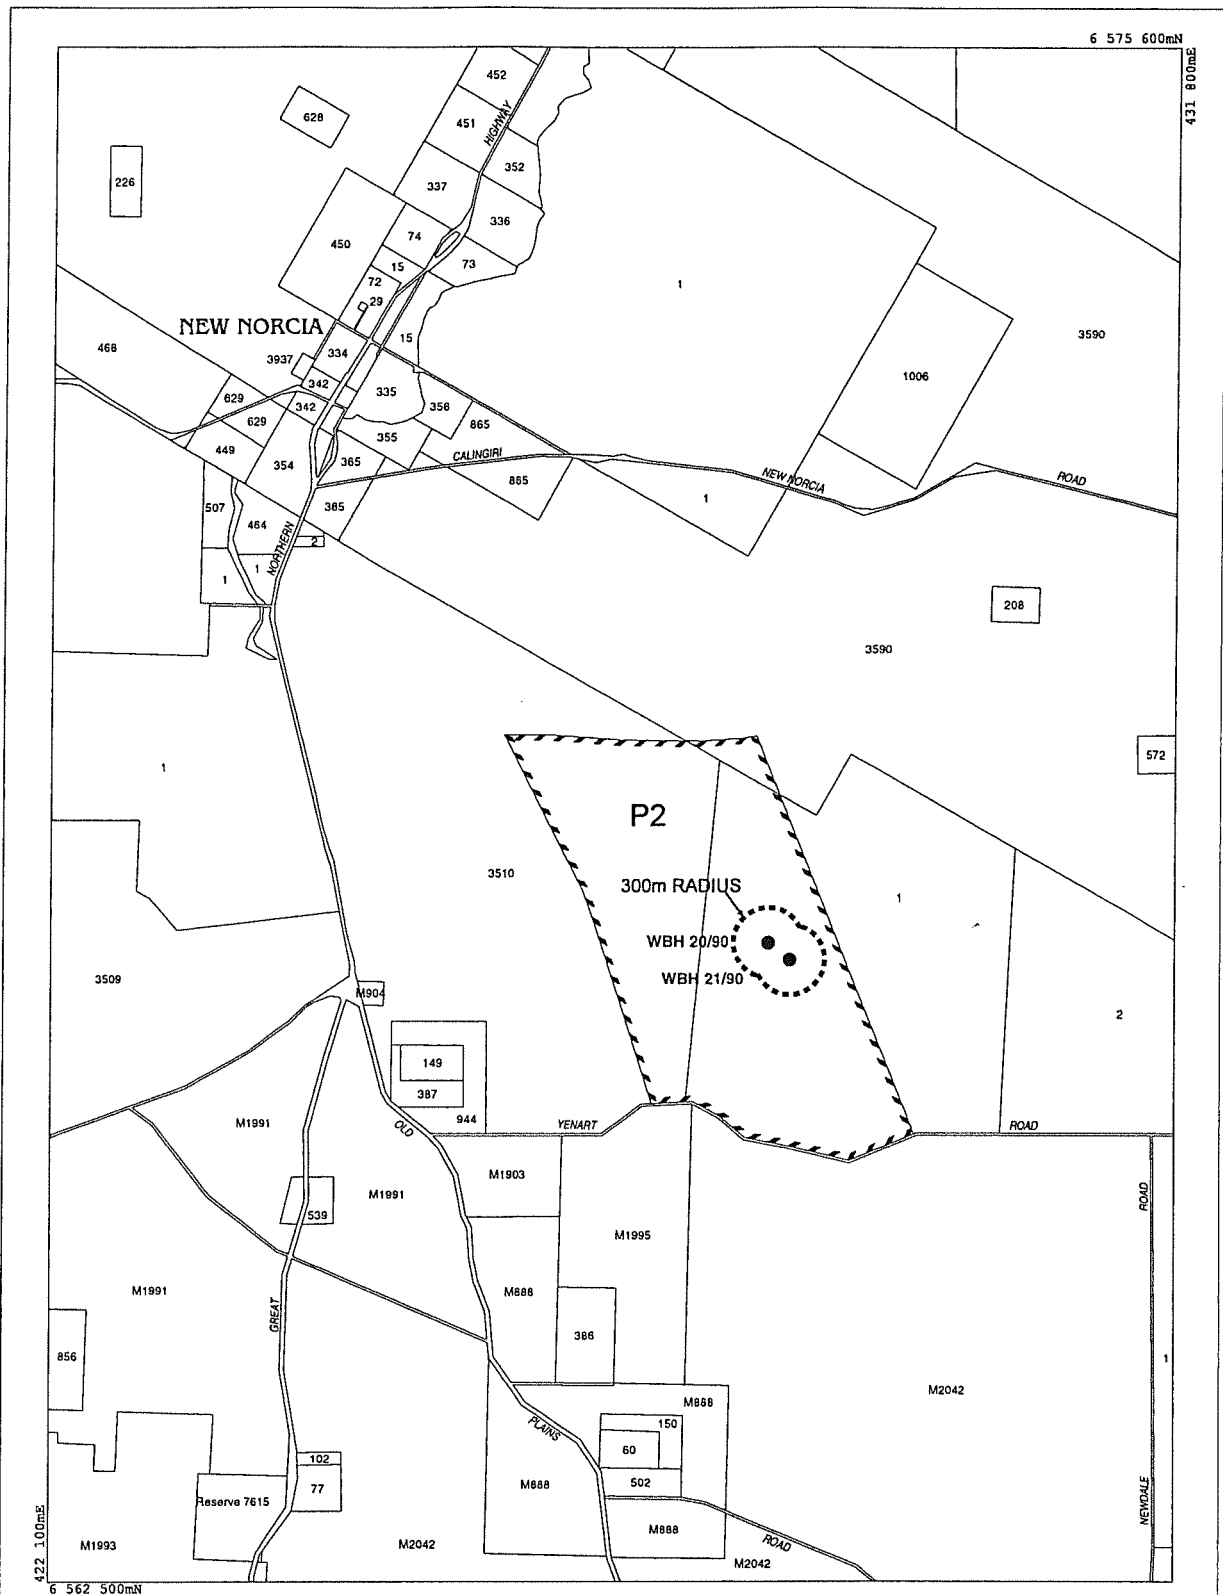 6 575 600mN
431 800mE
452
628
451
HIGHWAY
352
226
337
336
74
450
15
73
72
1
29
NEW NORCIA
3590
468
15
3937
334
1006
342
335
629
342
356
629
865
355
449
354
365
CALINGIRI
865
NEW NORCIA
ROAD
1
507
365
464
NORTHERN
2
1
1
208
3590
572
1
P2
3510
300m RADIUS
1
WBH 20/90
WBH 21/90
3509
M904
2
149
387
944
M1991
OLD
YENART
ROAD
M1903
M1991
ROAD
539
M1995
M1991
M888
GREAT
386
856
1
M2042
M888
150
PLAINS
60
102
502
77
M888
Reserve 7615
NEWDALE
M888
ROAD
M1993
M2042
M2042
422 100mE
6 562 500mN